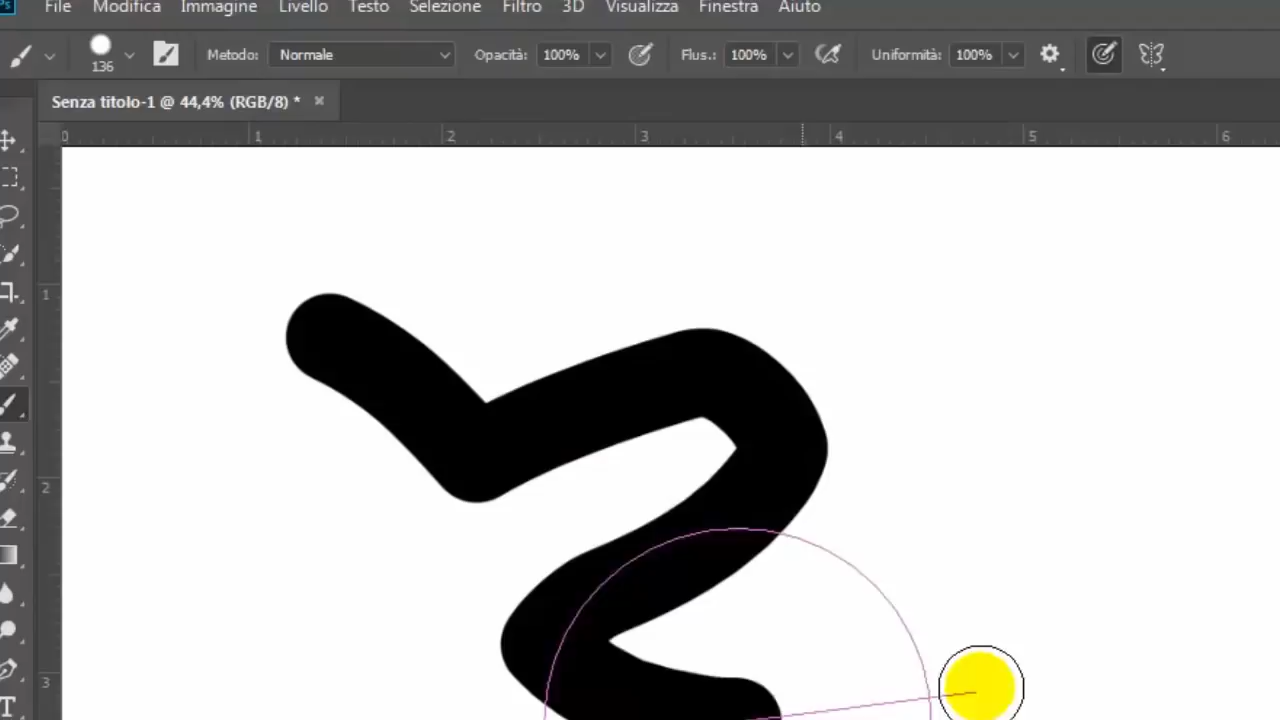 Ps File Modifica Immagine Livello Testo Selezione Filtro 3D Visualizza Finestra Aiuto
136 Metodo: Normale Opacità: 100% Flus.: 100% Uniformità: 100%
Senza titolo-1 @ 44,4% (RGB/8) * ×
0 1 2 3 4 5 6
1
2
3
T